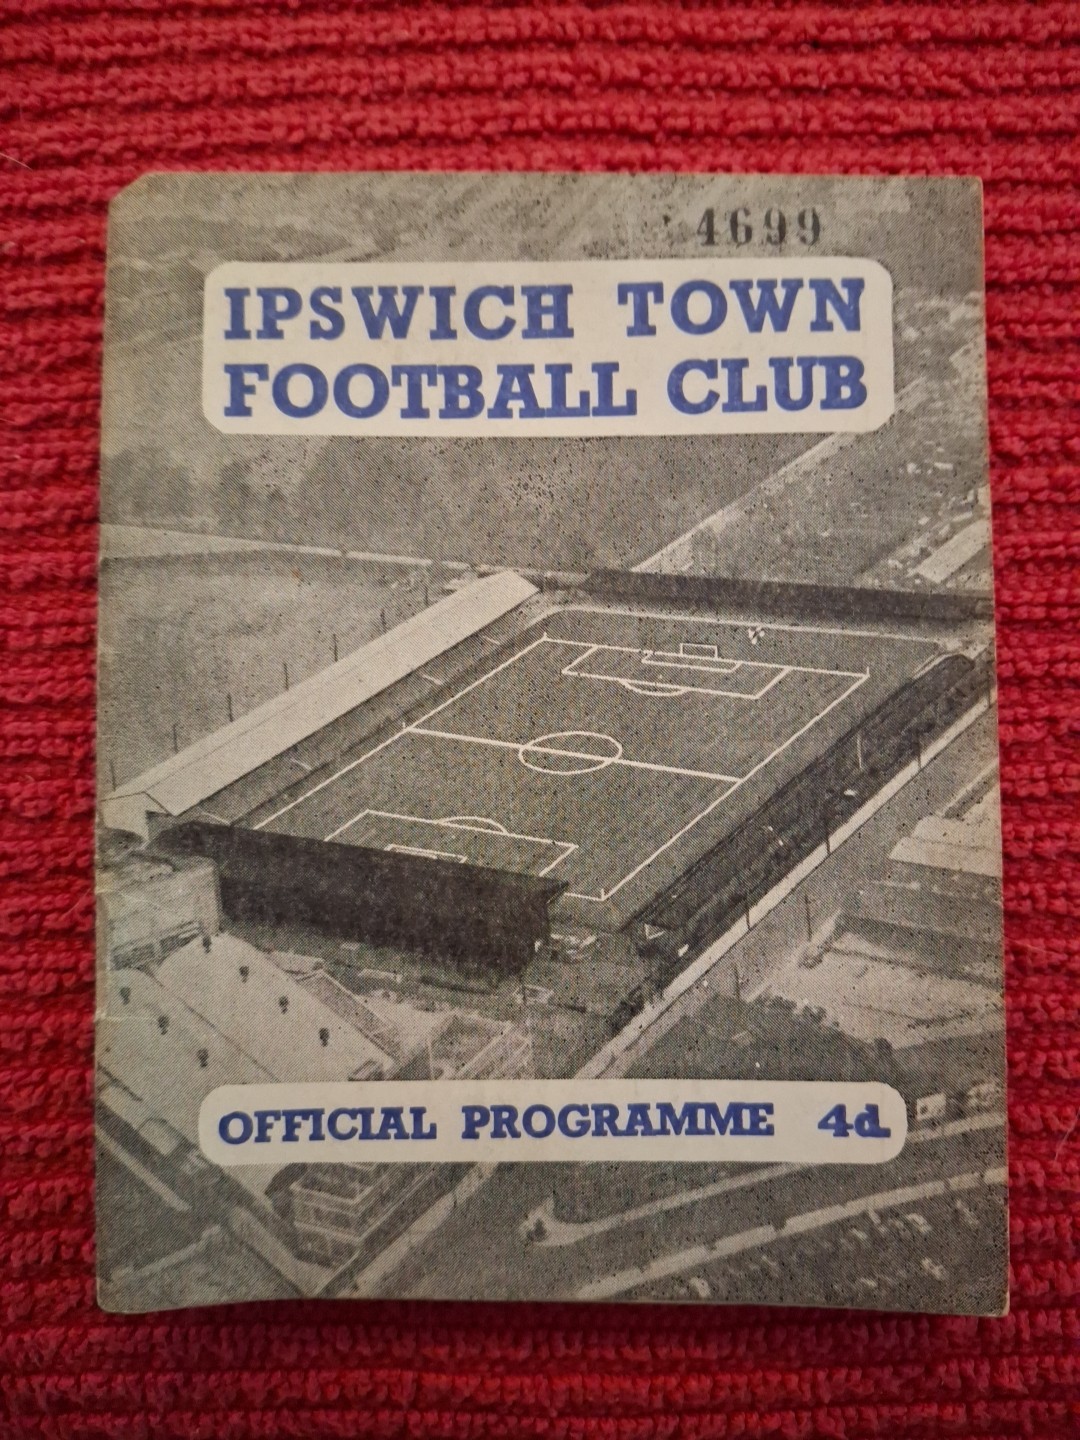 4699
IPSWICH TOWN
FOOTBALL CLUB
OFFICIAL PROGRAMME 4d.